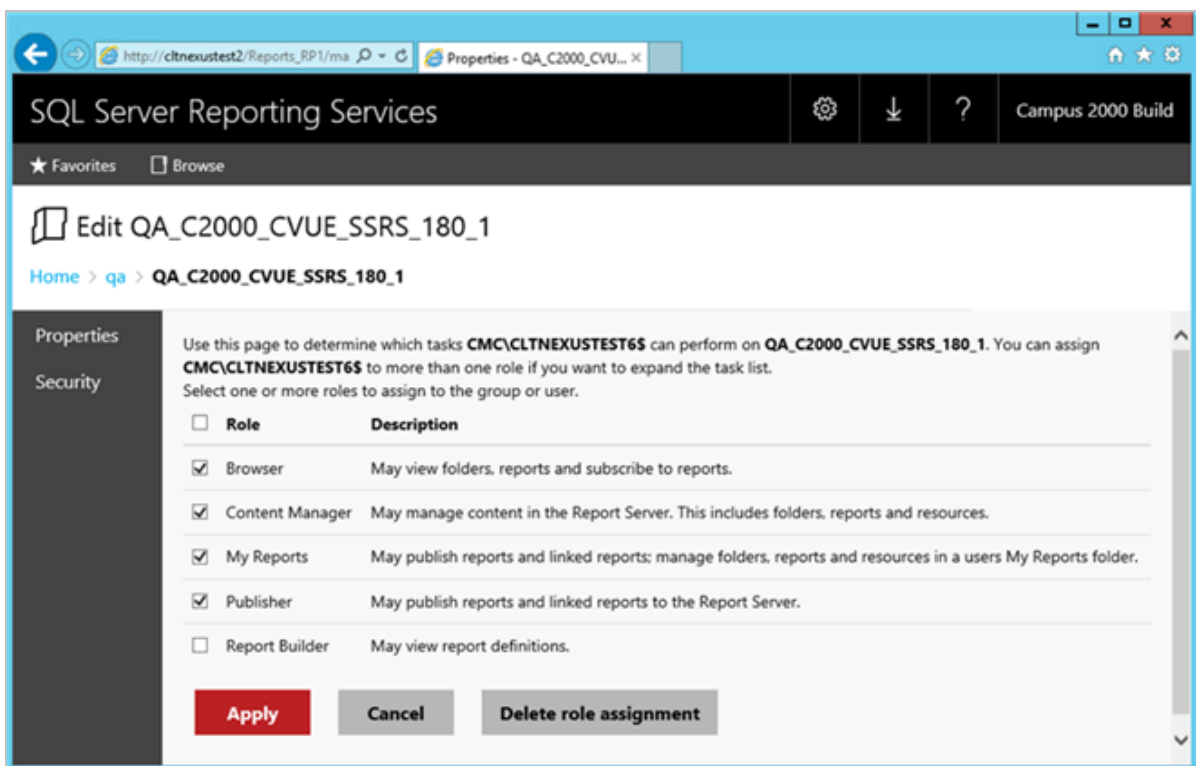 http://cltnexustest2/Reports_RP1/ma
Properties - QA_C2000_CVU...
SQL Server Reporting Services
Campus 2000 Build
Favorites Browse
Edit QA_C2000_CVUE_SSRS_180_1
Home > qa > QA_C2000_CVUE_SSRS_180_1
Properties
Security
Use this page to determine which tasks CMC\CLTNEXUSTEST6$ can perform on QA_C2000_CVUE_SSRS_180_1. You can assign
CMC\CLTNEXUSTEST6$ to more than one role if you want to expand the task list.
Select one or more roles to assign to the group or user.
Role Description
Browser May view folders, reports and subscribe to reports.
Content Manager May manage content in the Report Server. This includes folders, reports and resources.
My Reports May publish reports and linked reports; manage folders, reports and resources in a users My Reports folder.
Publisher May publish reports and linked reports to the Report Server.
Report Builder May view report definitions.
Apply Cancel Delete role assignment